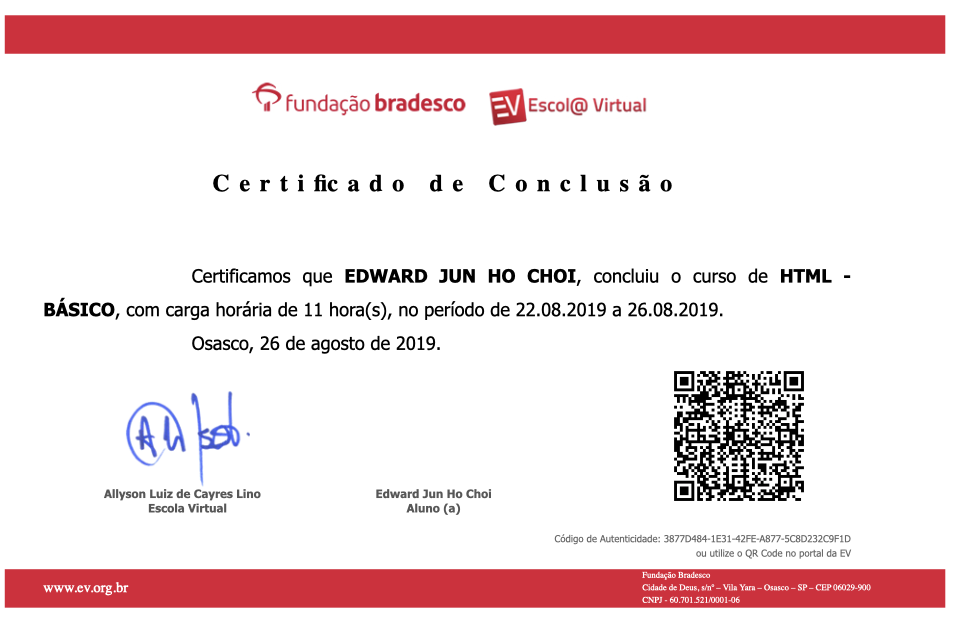 fundação bradesco EV Escol@ Virtual
Certificado de Conclusão
Certificamos que EDWARD JUN HO CHOI, concluiu o curso de HTML -
BÁSICO, com carga horária de 11 hora(s), no período de 22.08.2019 a 26.08.2019.
Osasco, 26 de agosto de 2019.
Allyson Luiz de Cayres Lino
Escola Virtual
Edward Jun Ho Choi
Aluno (a)
Código de Autenticidade: 3877D484-1E31-42FE-A877-5C8D232C9F1D
ou utilize o QR Code no portal da EV
www.ev.org.br
Fundação Bradesco
Cidade de Deus, s/nº – Vila Yara – Osasco – SP – CEP 06029-900
CNPJ - 60.701.521/0001-06